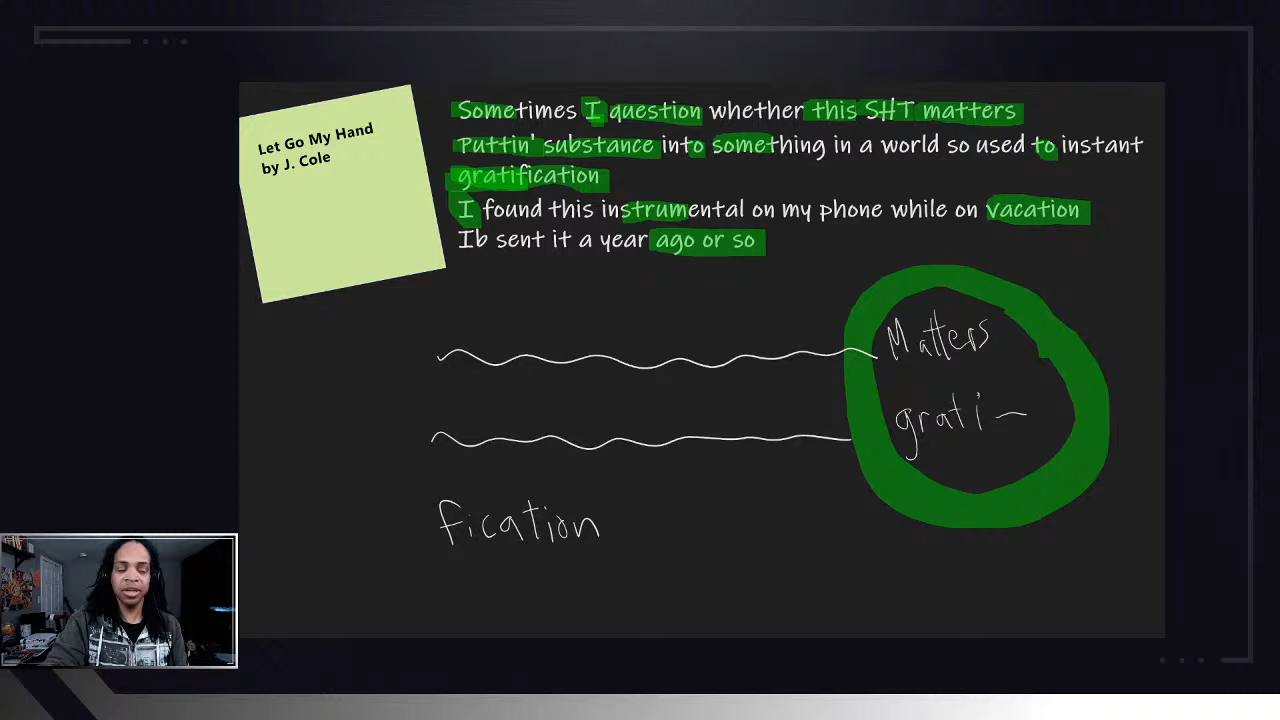 Let Go My Hand
by J. Cole
Sometimes I question whether this SHT matters
Puttin' substance into something in a world so used to instant
gratification
I found this instrumental on my phone while on vacation
Ib sent it a year ago or so
Matters
grati -
fication